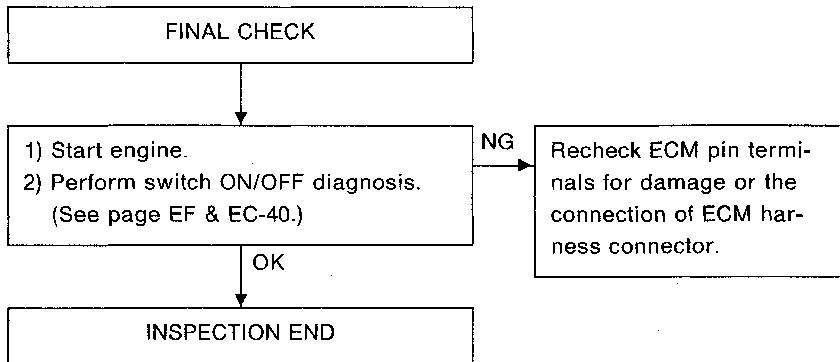 FINAL CHECK
1) Start engine.
2) Perform switch ON/OFF diagnosis.
(See page EF & EC-40.)
NG
Recheck ECM pin termi-
nals for damage or the
connection of ECM har-
ness connector.
OK
INSPECTION END